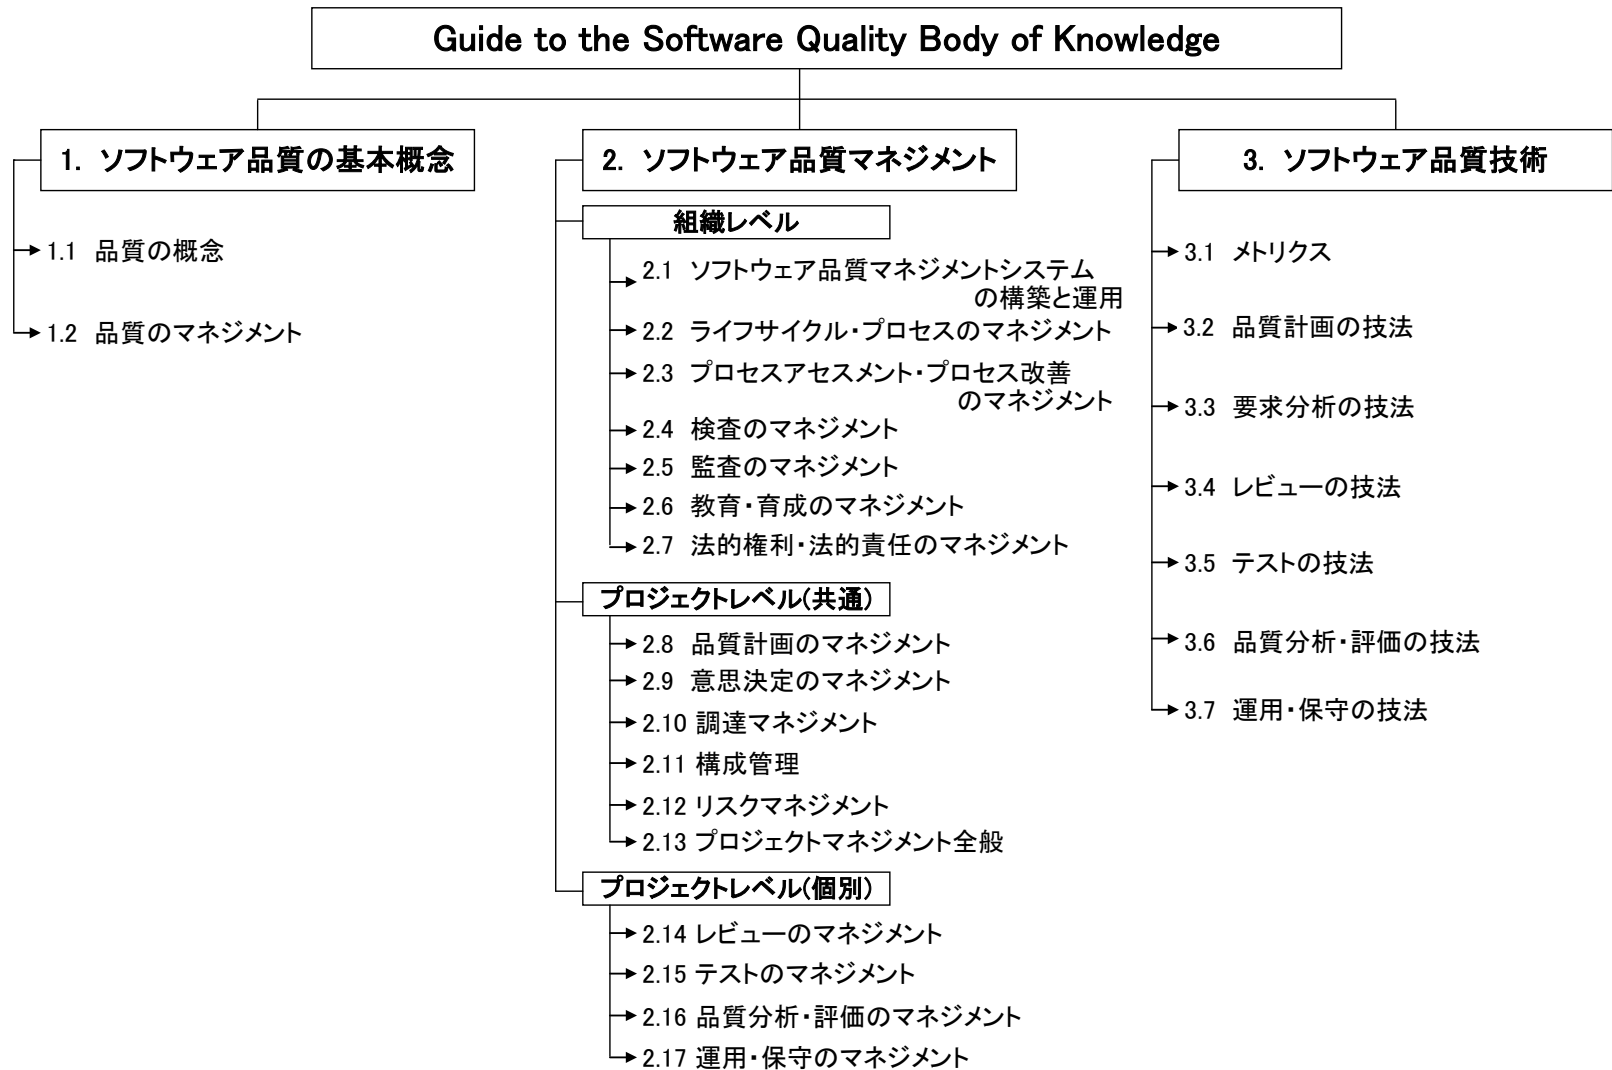 Guide to the Software Quality Body of Knowledge
1. ソフトウェア品質の基本概念
1.1 品質の概念
1.2 品質のマネジメント
2. ソフトウェア品質マネジメント
組織レベル
2.1 ソフトウェア品質マネジメントシステム
の構築と運用
2.2 ライフサイクル・プロセスのマネジメント
2.3 プロセスアセスメント・プロセス改善
のマネジメント
2.4 検査のマネジメント
2.5 監査のマネジメント
2.6 教育・育成のマネジメント
2.7 法的権利・法的責任のマネジメント
プロジェクトレベル(共通)
2.8 品質計画のマネジメント
2.9 意思決定のマネジメント
2.10 調達マネジメント
2.11 構成管理
2.12 リスクマネジメント
2.13 プロジェクトマネジメント全般
プロジェクトレベル(個別)
2.14 レビューのマネジメント
2.15 テストのマネジメント
2.16 品質分析・評価のマネジメント
2.17 運用・保守のマネジメント
3. ソフトウェア品質技術
3.1 メトリクス
3.2 品質計画の技法
3.3 要求分析の技法
3.4 レビューの技法
3.5 テストの技法
3.6 品質分析・評価の技法
3.7 運用・保守の技法